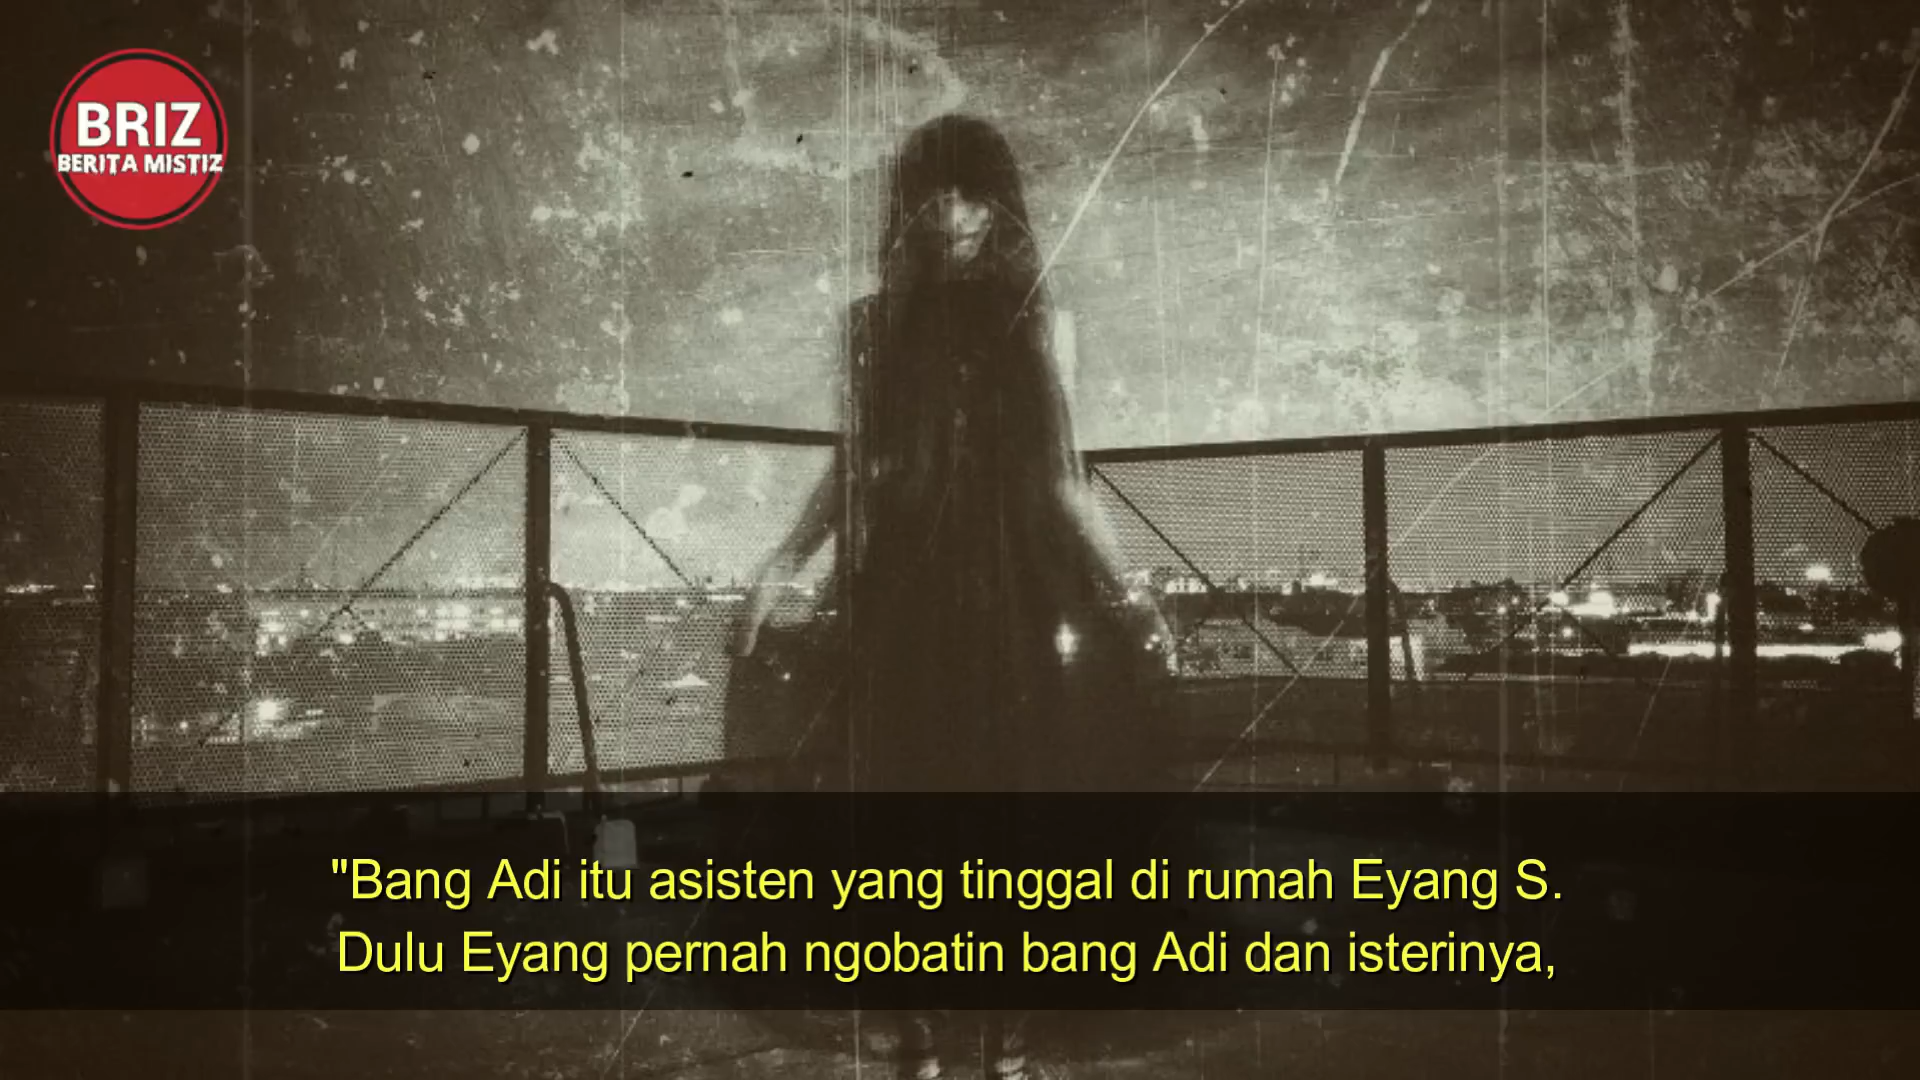 BRIZ
BERITA MISTIZ
"Bang Adi itu asisten yang tinggal di rumah Eyang S.
Dulu Eyang pernah ngobatin bang Adi dan isterinya,